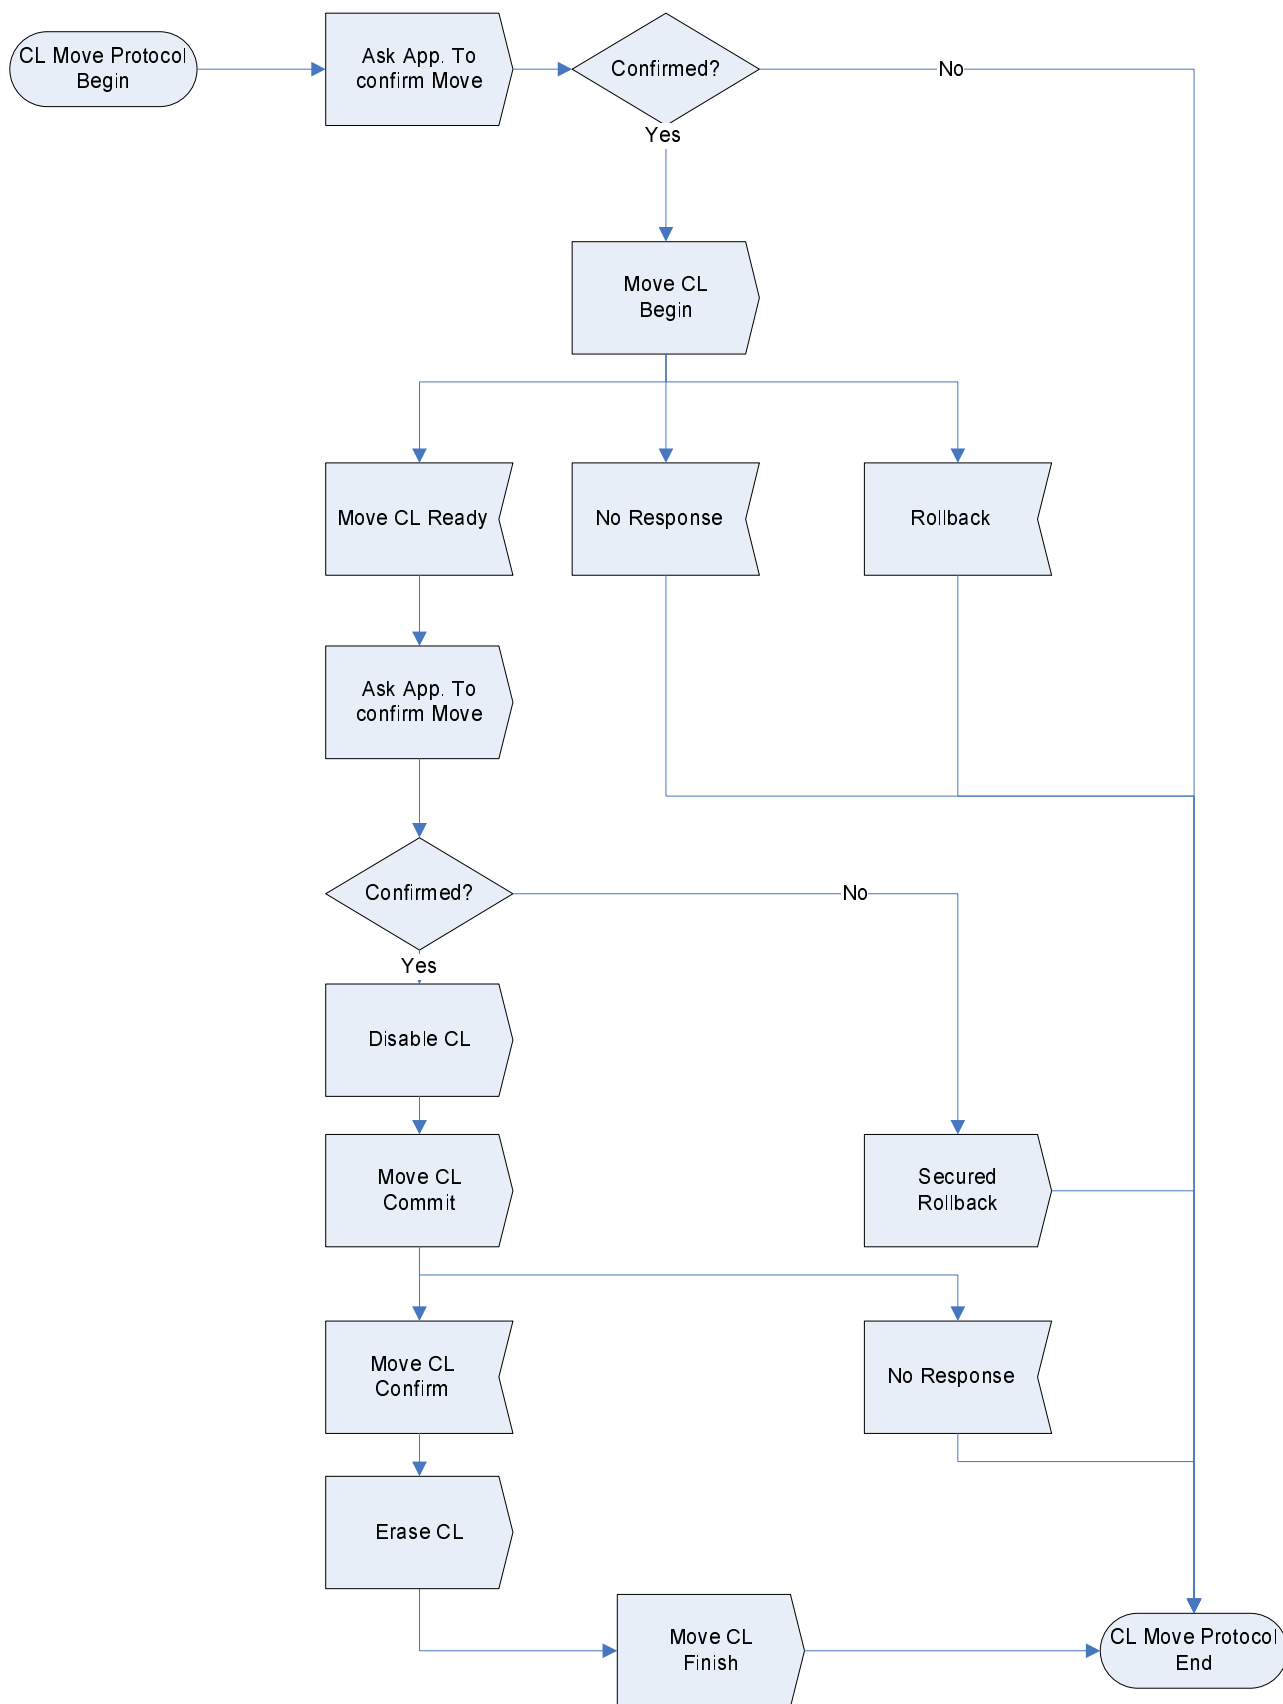 CL Move Protocol
Begin
Ask App. To
confirm Move
Confirmed?
No
Yes
Move CL
Begin
Move CL Ready
No Response
Rollback
Ask App. To
confirm Move
Confirmed?
No
Yes
Disable CL
Move CL
Commit
Secured
Rollback
Move CL
Confirm
No Response
Erase CL
Move CL
Finish
CL Move Protocol
End